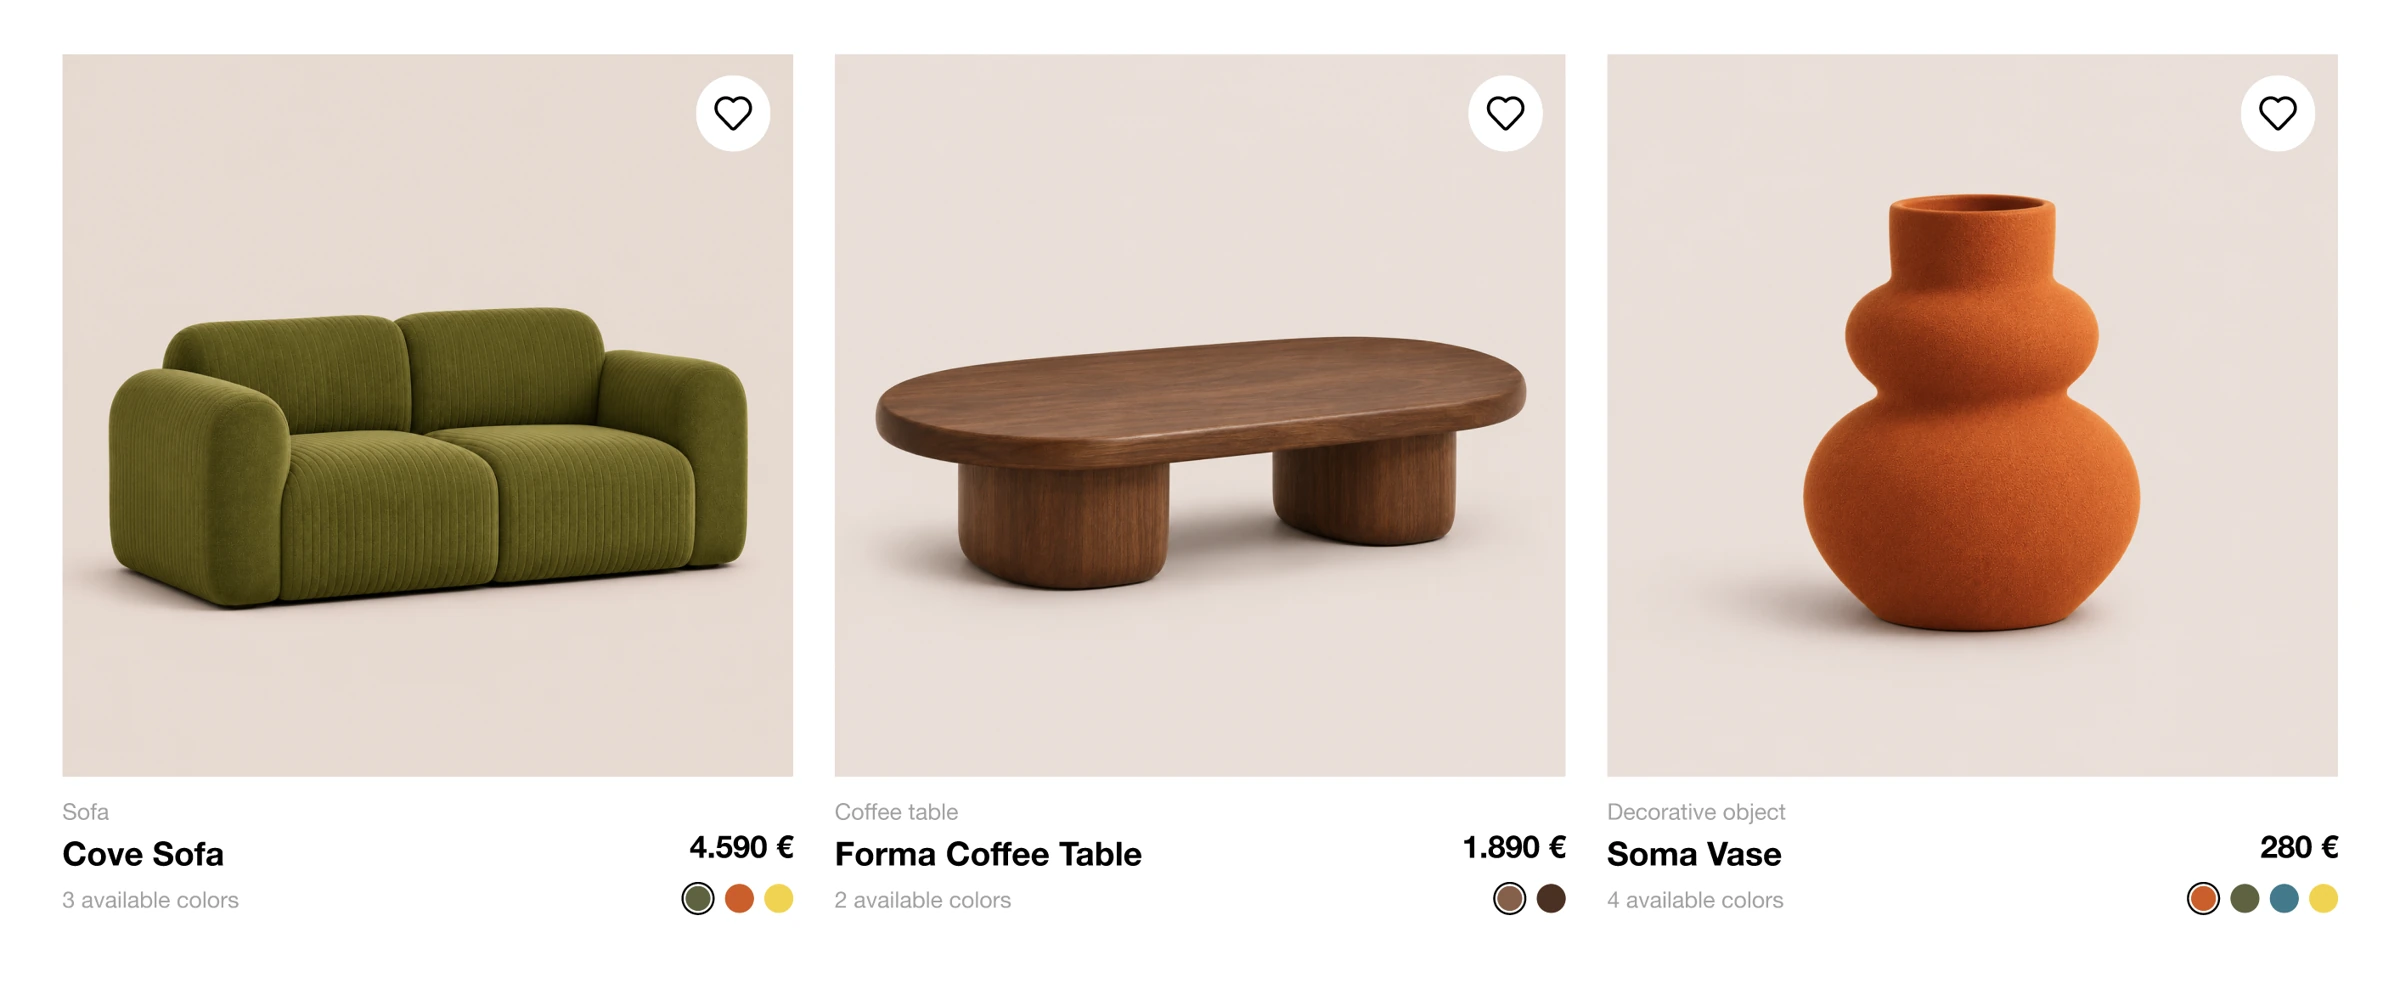 Sofa
Cove Sofa
4.590 €
3 available colors
Coffee table
Forma Coffee Table
1.890 €
2 available colors
Decorative object
Soma Vase
280 €
4 available colors